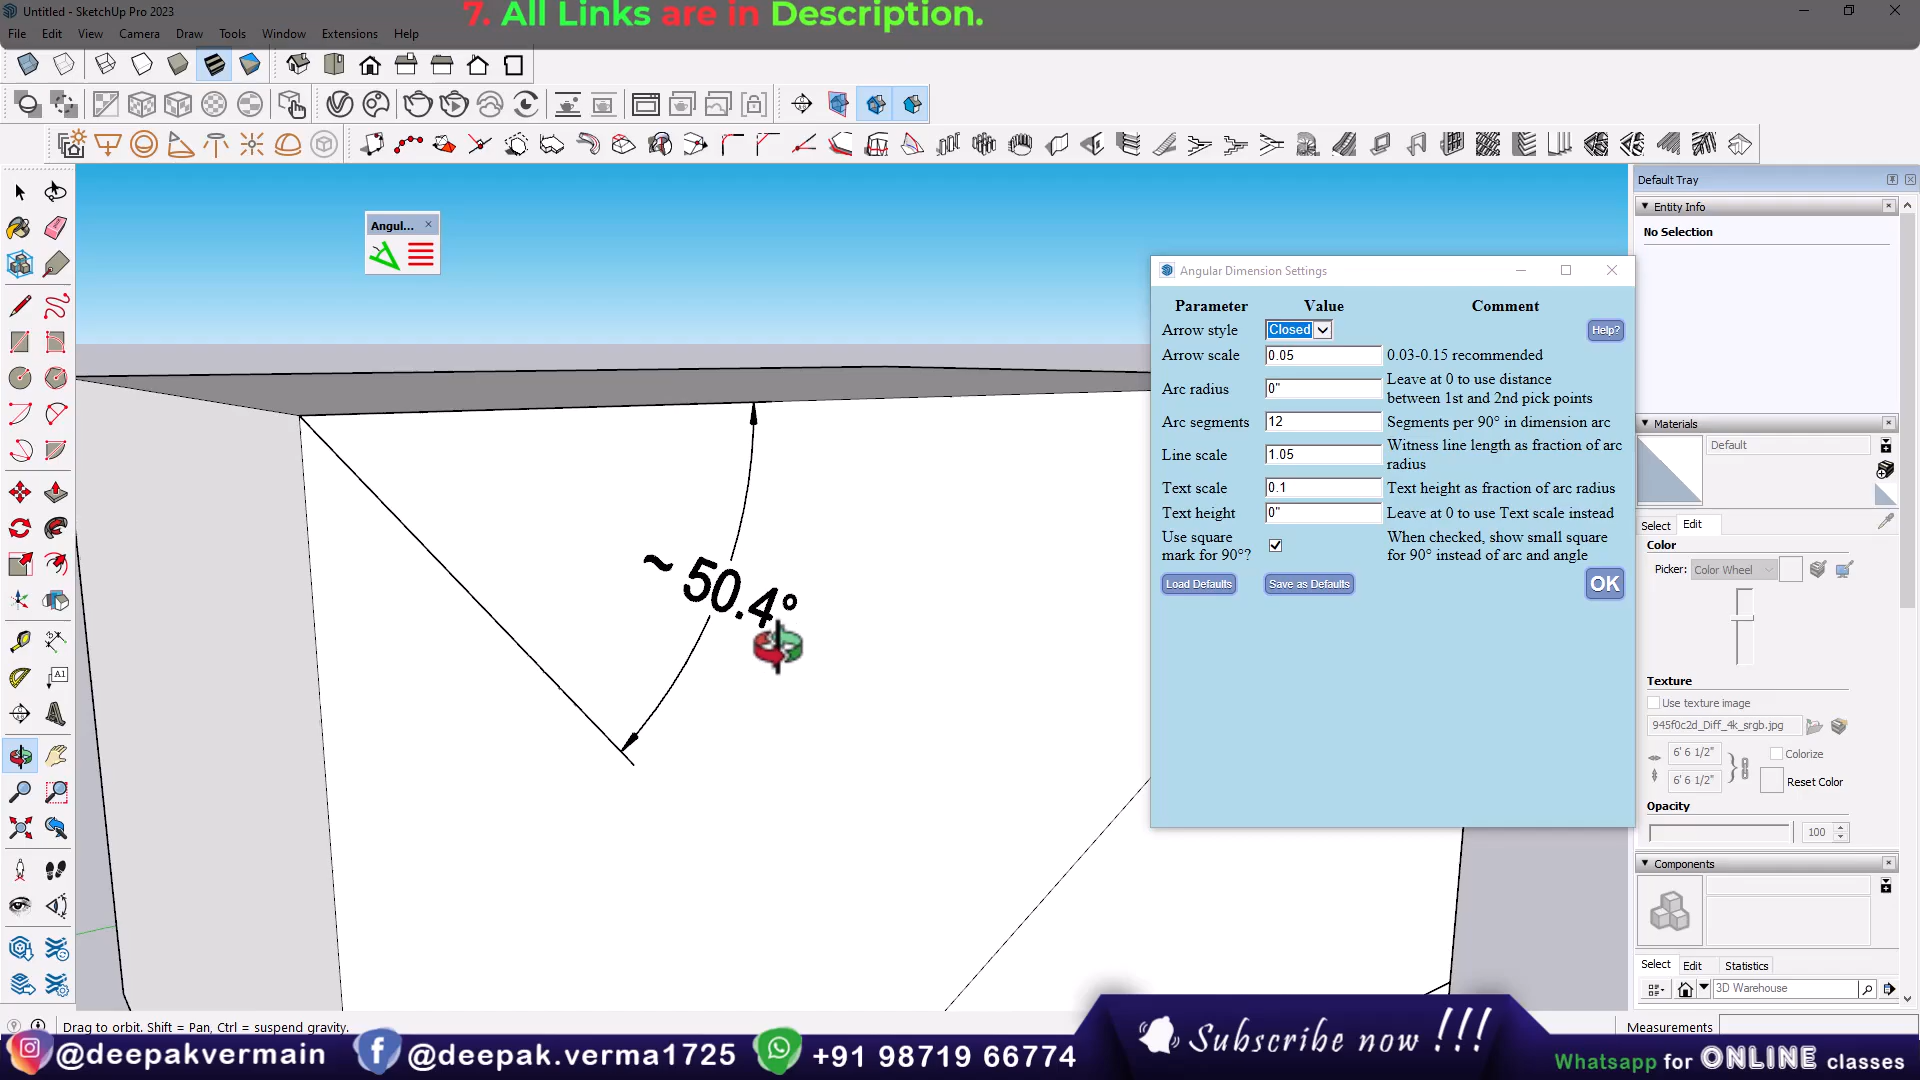 Untitled - SketchUp Pro 2023
7. All Links are in Description.
File Edit View Camera Draw Tools Window Extensions Help
Default Tray
Entity Info
No Selection
Angul...
Angular Dimension Settings
Parameter Value Comment
Arrow style Closed Help?
Arrow scale 0.05 0.03-0.15 recommended
Arc radius 0" Leave at 0 to use distance
between 1st and 2nd pick points
Arc segments 12 Segments per 90° in dimension arc
Line scale 1.05 Witness line length as fraction of arc
radius
Text scale 0.1 Text height as fraction of arc radius
Text height 0" Leave at 0 to use Text scale instead
Use square
mark for 90°?
When checked, show small square
for 90° instead of arc and angle
Load Defaults Save as Defaults OK
~ 50.4°
A1
Materials
Default
Select Edit
Color
Picker: Color Wheel
Texture
Use texture image
945f0c2d_Diff_4k_srgb.jpg
6' 6 1/2" Colorize
6' 6 1/2" Reset Color
Opacity
100
Components
Select Edit Statistics
3D Warehouse
Drag to orbit. Shift = Pan, Ctrl = suspend gravity.
Measurements
@deepakvermain @deepak.verma1725 +91 98719 66774
Subscribe now !!!
Whatsapp for ONLINE classes